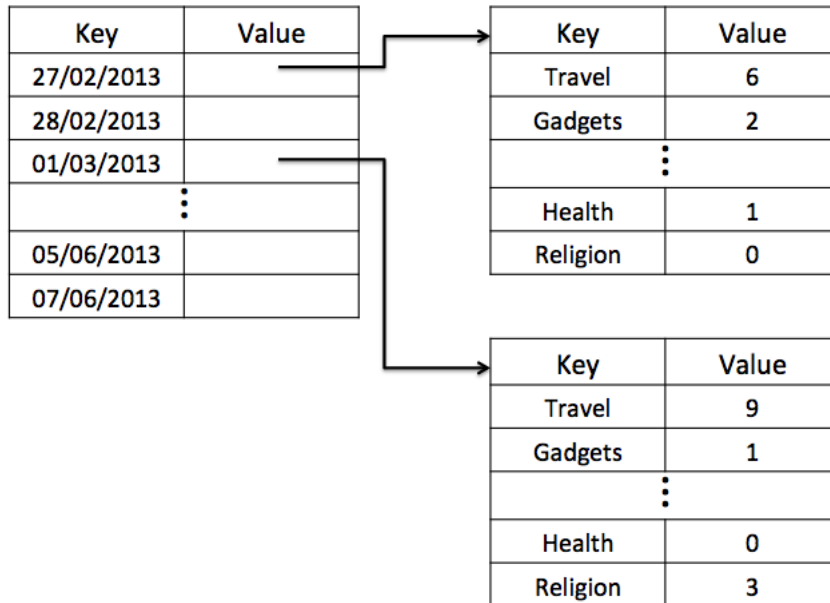 Key Value
27/02/2013
28/02/2013
01/03/2013
⋮
05/06/2013
07/06/2013
Key Value
Travel 6
Gadgets 2
⋮
Health 1
Religion 0
Key Value
Travel 9
Gadgets 1
⋮
Health 0
Religion 3